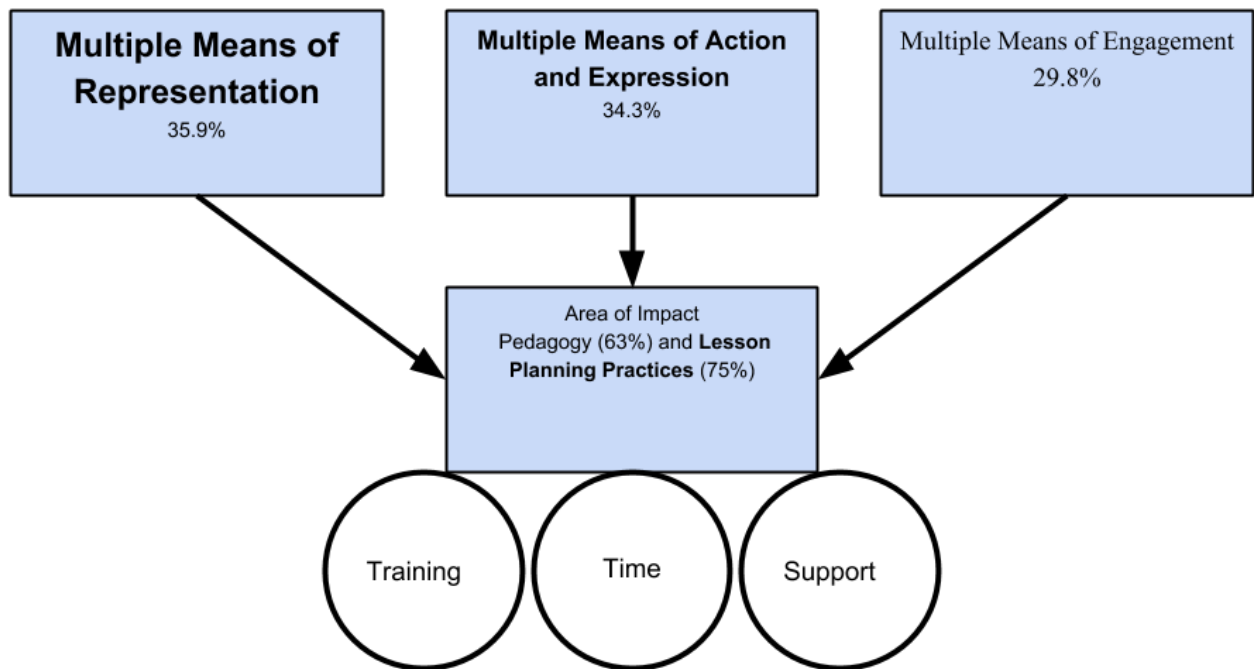 Multiple Means of
Representation
35.9%
Multiple Means of Action
and Expression
34.3%
Multiple Means of Engagement
29.8%
Area of Impact
Pedagogy (63%) and Lesson
Planning Practices (75%)
Training
Time
Support